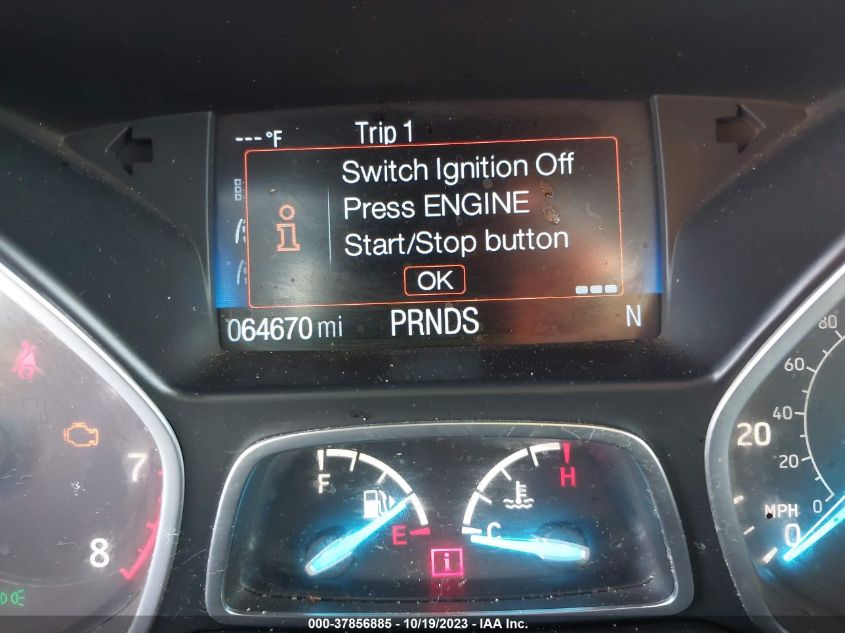 ---°F Trip 1
Switch Ignition Off
Press ENGINE
Start/Stop button
OK
064670 mi PRNDS N
80
60
40
20
0
20
MPH
0
7
8
F
E
H
C
i
000-37856885 - 10/19/2023 - IAA Inc.